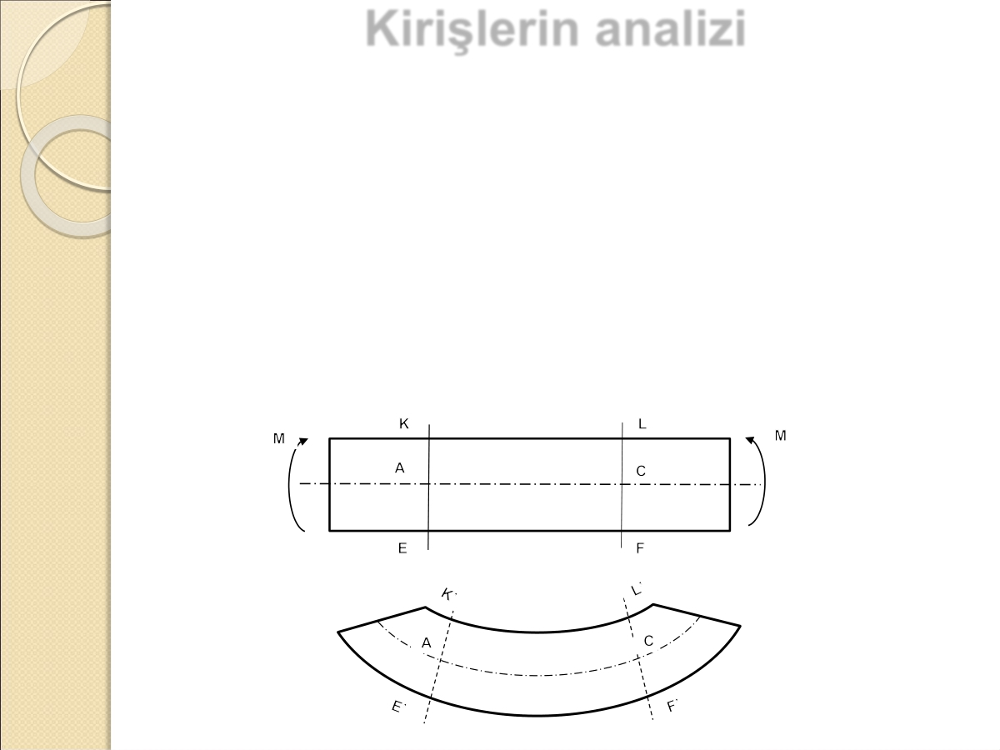 Kirişlerin analizi
K L
M M
A C
E F
K' L'
A C
E' F'